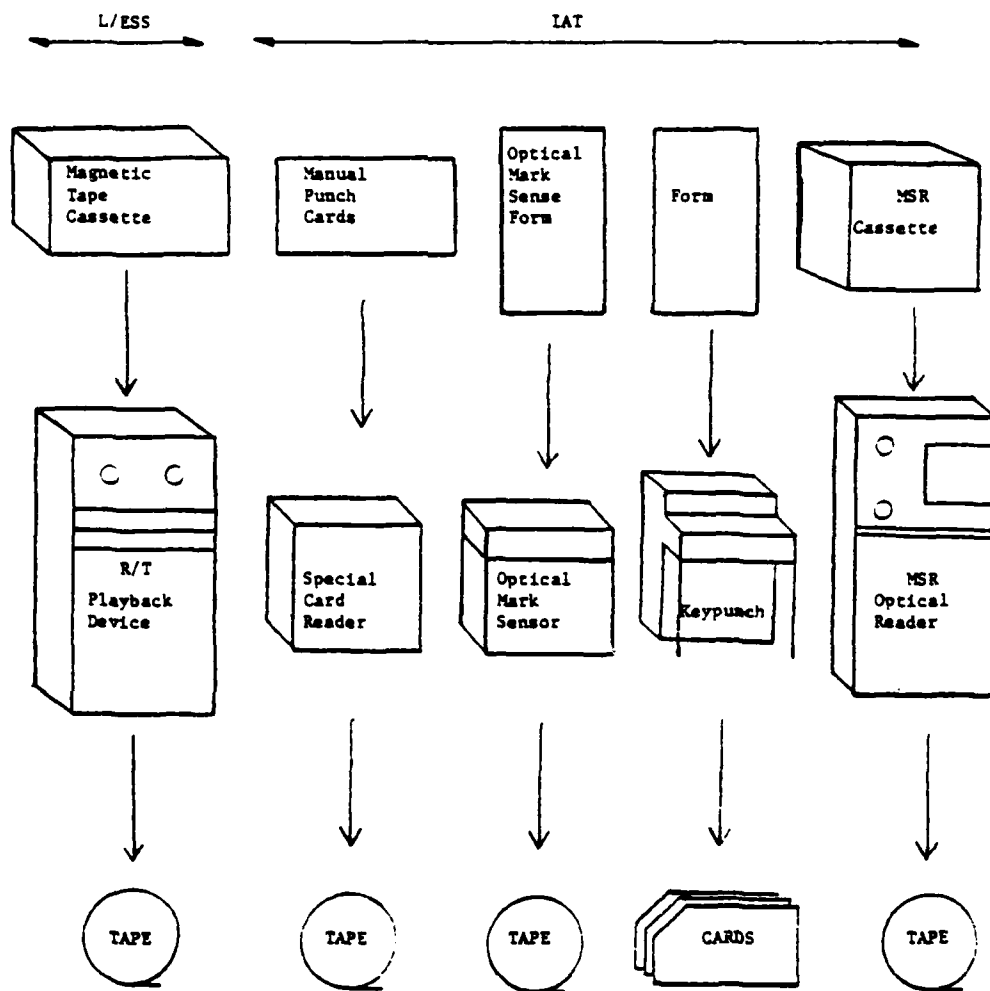 L/ESS
IAT
Magnetic
Tape
Cassette
Manual
Punch
Cards
Optical
Mark
Sense
Form
Form
MSR
Cassette
R/T
Playback
Device
Special
Card
Reader
Optical
Mark
Sensor
Keypunch
MSR
Optical
Reader
TAPE
TAPE
TAPE
CARDS
TAPE